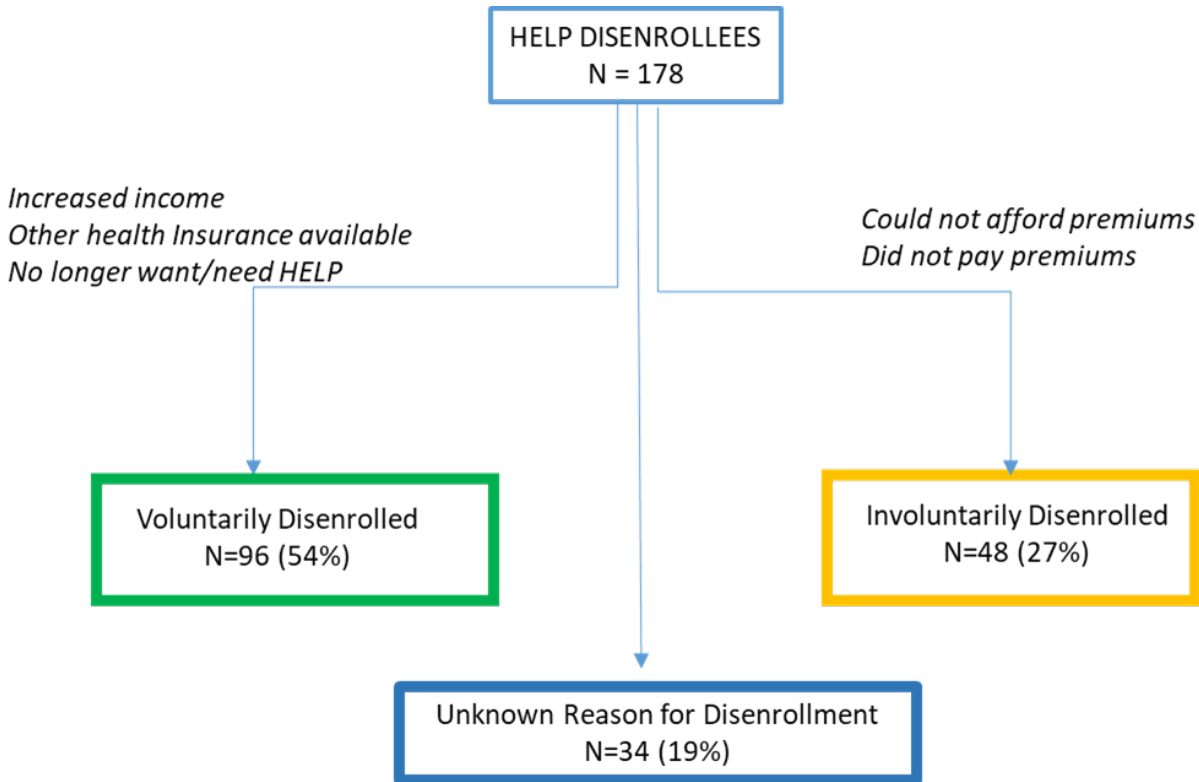 HELP DISENROLLEES
N = 178
Increased income
Other health Insurance available
No longer want/need HELP
Could not afford premiums
Did not pay premiums
Voluntarily Disenrolled
N=96 (54%)
Involuntarily Disenrolled
N=48 (27%)
Unknown Reason for Disenrollment
N=34 (19%)